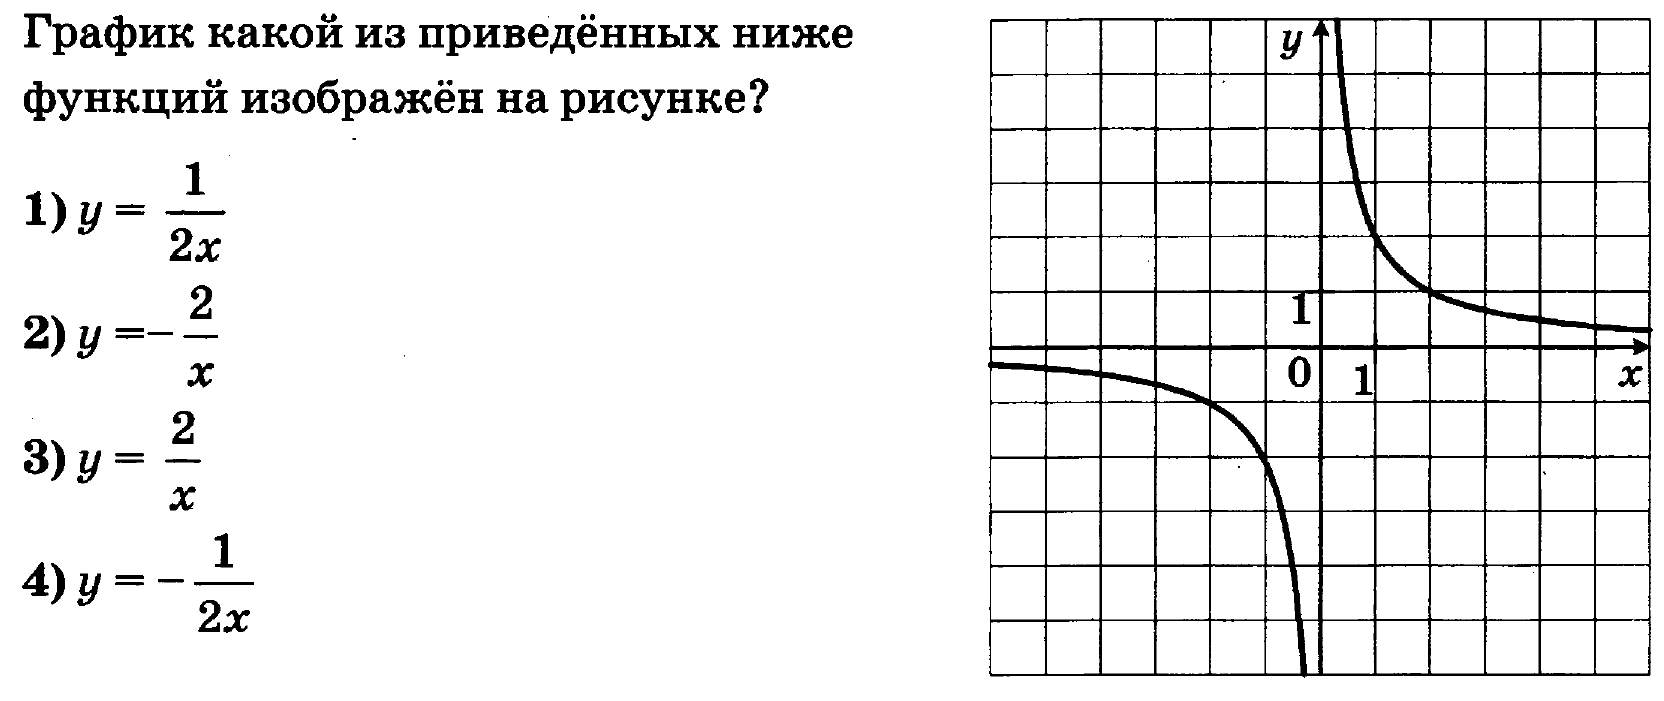 График какой из приведённых ниже
функций изображён на рисунке?
1) y = 1/2x
2) y =- 2/x
3) y = 2/x
4) y = - 1/2x
y
1
0
1
x